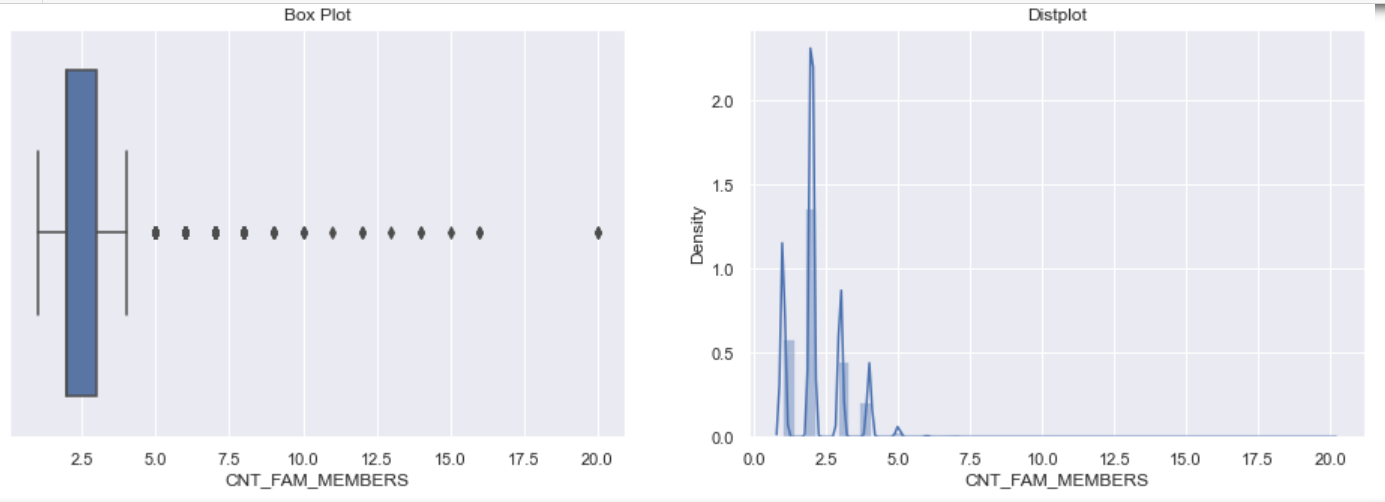 Box Plot
2.5 5.0 7.5 10.0 12.5 15.0 17.5 20.0
CNT_FAM_MEMBERS
Distplot
Density
2.0
1.5
1.0
0.5
0.0
0.0 2.5 5.0 7.5 10.0 12.5 15.0 17.5 20.0
CNT_FAM_MEMBERS